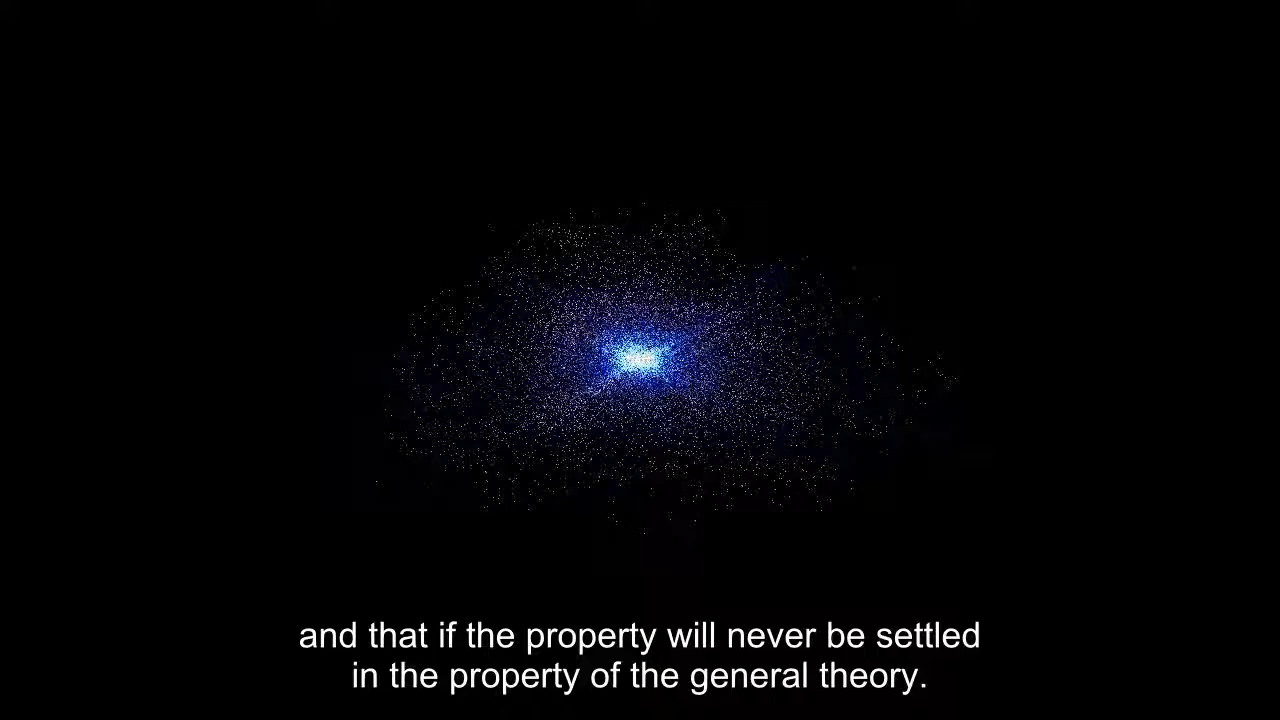 and that if the property will never be settled
in the property of the general theory.